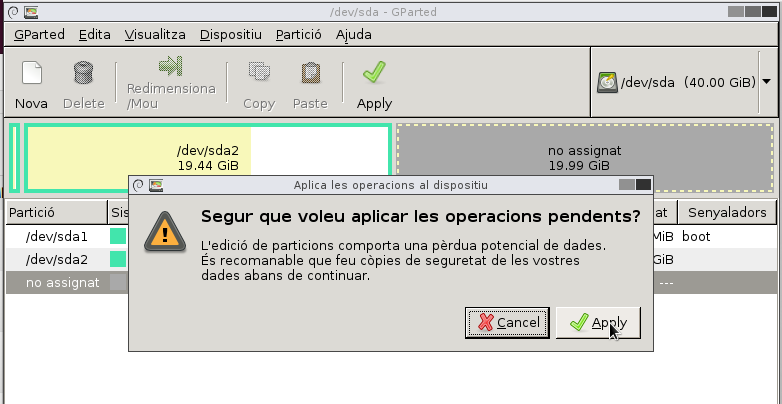 /dev/sda - GParted
GParted Edita Visualitza Dispositiu Partició Ajuda
Nova Delete Redimensiona /Mou Copy Paste Apply
/dev/sda (40.00 GiB)
/dev/sda2
19.44 GiB
no assignat
19.99 GiB
Aplica les operacions al dispositiu
Partició Sis at Senyaladors
Segur que voleu aplicar les operacions pendents?
/dev/sda1 MiB boot
L'edició de particions comporta una pèrdua potencial de dades.
/dev/sda2 GiB
És recomanable que feu còpies de seguretat de les vostres
dades abans de continuar.
no assignat ---
Cancel Apply